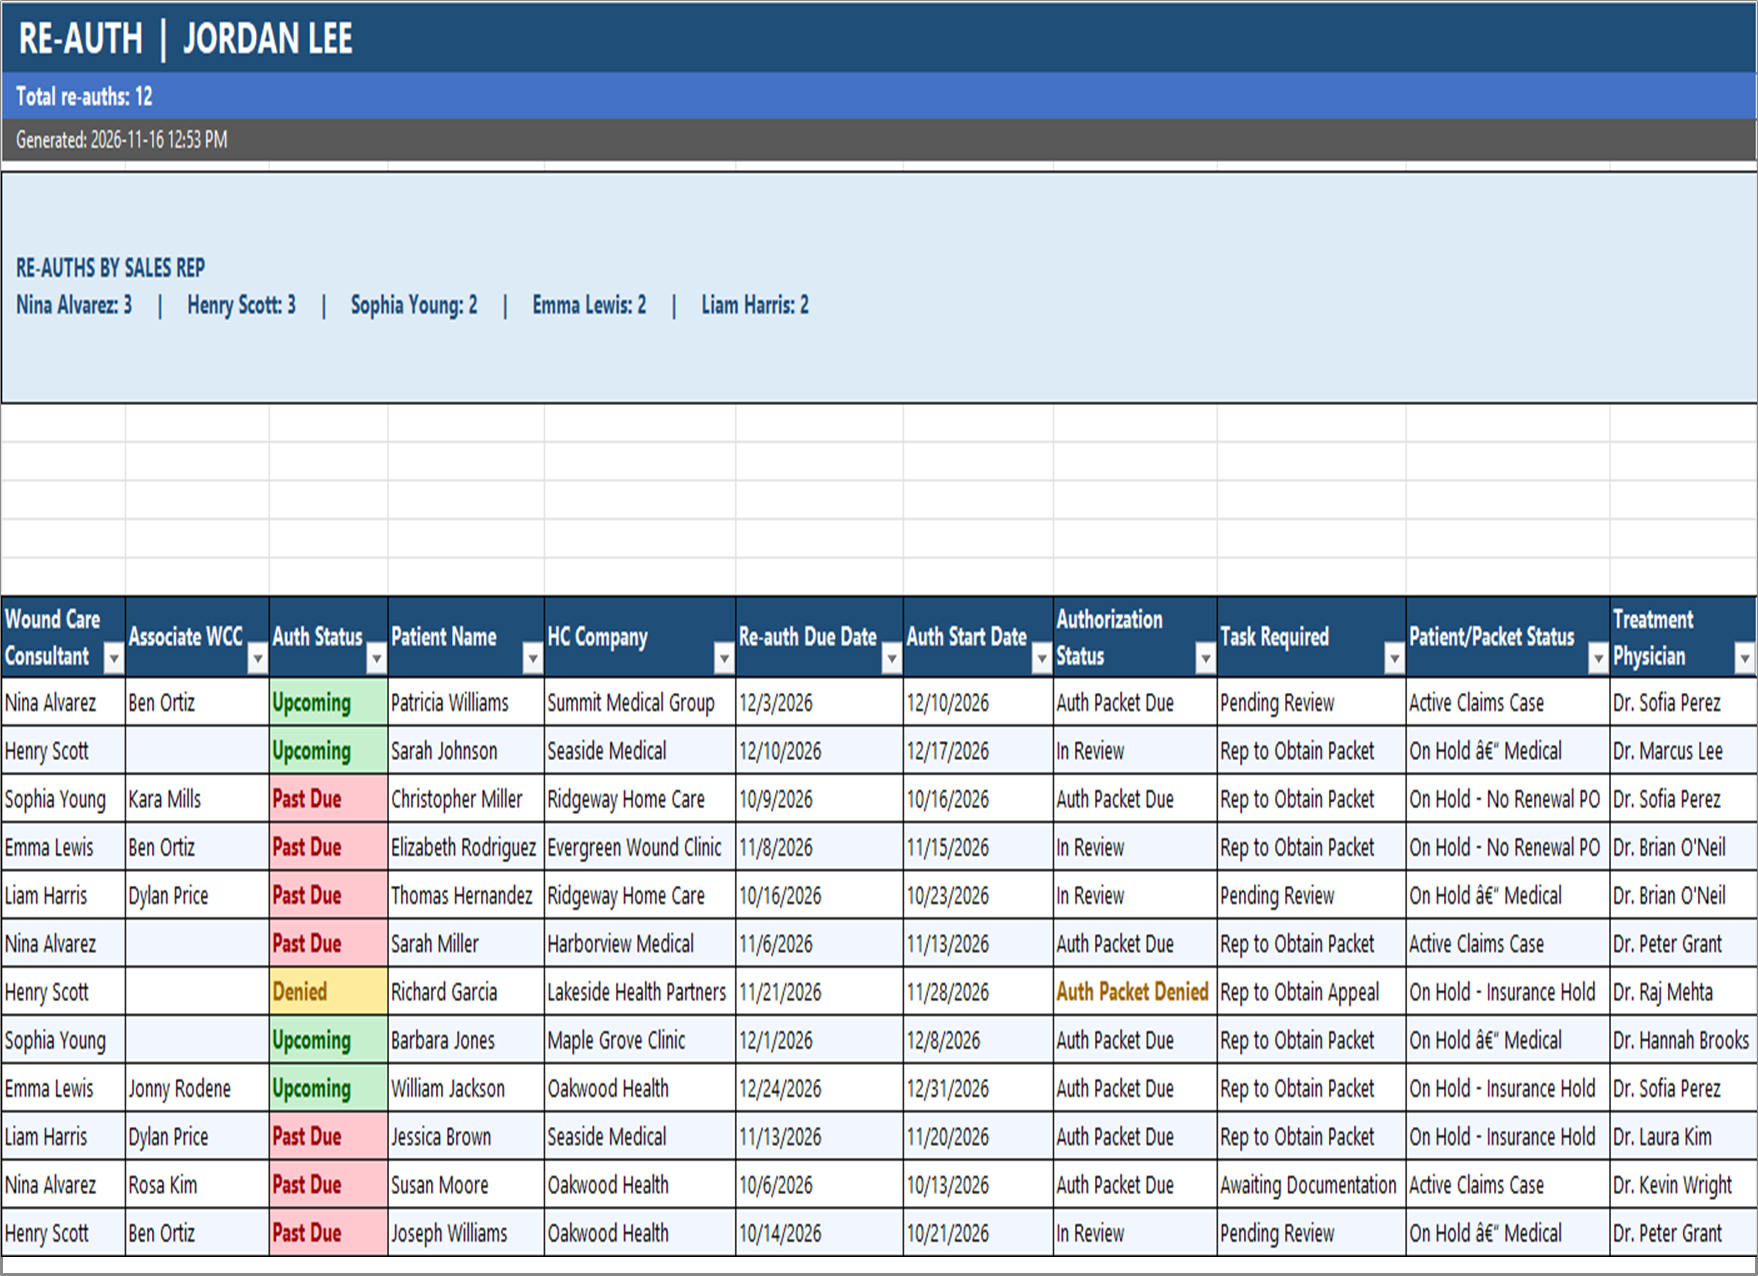 RE-AUTH | JORDAN LEE
Total re-auths: 12
Generated: 2026-11-16 12:53 PM
RE-AUTHS BY SALES REP
Nina Alvarez: 3 | Henry Scott: 3 | Sophia Young: 2 | Emma Lewis: 2 | Liam Harris: 2
Wound Care Consultant Associate WCC Auth Status Patient Name HC Company Re-auth Due Date Auth Start Date Authorization Status Task Required Patient/Packet Status Treatment Physician
Nina Alvarez Ben Ortiz Upcoming Patricia Williams Summit Medical Group 12/3/2026 12/10/2026 Auth Packet Due Pending Review Active Claims Case Dr. Sofia Perez
Henry Scott Upcoming Sarah Johnson Seaside Medical 12/10/2026 12/17/2026 In Review Rep to Obtain Packet On Hold â€“ Medical Dr. Marcus Lee
Sophia Young Kara Mills Past Due Christopher Miller Ridgeway Home Care 10/9/2026 10/16/2026 Auth Packet Due Rep to Obtain Packet On Hold - No Renewal PO Dr. Sofia Perez
Emma Lewis Ben Ortiz Past Due Elizabeth Rodriguez Evergreen Wound Clinic 11/8/2026 11/15/2026 In Review Rep to Obtain Packet On Hold - No Renewal PO Dr. Brian O'Neil
Liam Harris Dylan Price Past Due Thomas Hernandez Ridgeway Home Care 10/16/2026 10/23/2026 In Review Pending Review On Hold â€“ Medical Dr. Brian O'Neil
Nina Alvarez Past Due Sarah Miller Harborview Medical 11/6/2026 11/13/2026 Auth Packet Due Rep to Obtain Packet Active Claims Case Dr. Peter Grant
Henry Scott Denied Richard Garcia Lakeside Health Partners 11/21/2026 11/28/2026 Auth Packet Denied Rep to Obtain Appeal On Hold - Insurance Hold Dr. Raj Mehta
Sophia Young Upcoming Barbara Jones Maple Grove Clinic 12/1/2026 12/8/2026 Auth Packet Due Rep to Obtain Packet On Hold â€“ Medical Dr. Hannah Brooks
Emma Lewis Jonny Rodene Upcoming William Jackson Oakwood Health 12/24/2026 12/31/2026 Auth Packet Due Rep to Obtain Packet On Hold - Insurance Hold Dr. Sofia Perez
Liam Harris Dylan Price Past Due Jessica Brown Seaside Medical 11/13/2026 11/20/2026 Auth Packet Due Rep to Obtain Packet On Hold - Insurance Hold Dr. Laura Kim
Nina Alvarez Rosa Kim Past Due Susan Moore Oakwood Health 10/6/2026 10/13/2026 Auth Packet Due Awaiting Documentation Active Claims Case Dr. Kevin Wright
Henry Scott Ben Ortiz Past Due Joseph Williams Oakwood Health 10/14/2026 10/21/2026 In Review Pending Review On Hold â€“ Medical Dr. Peter Grant